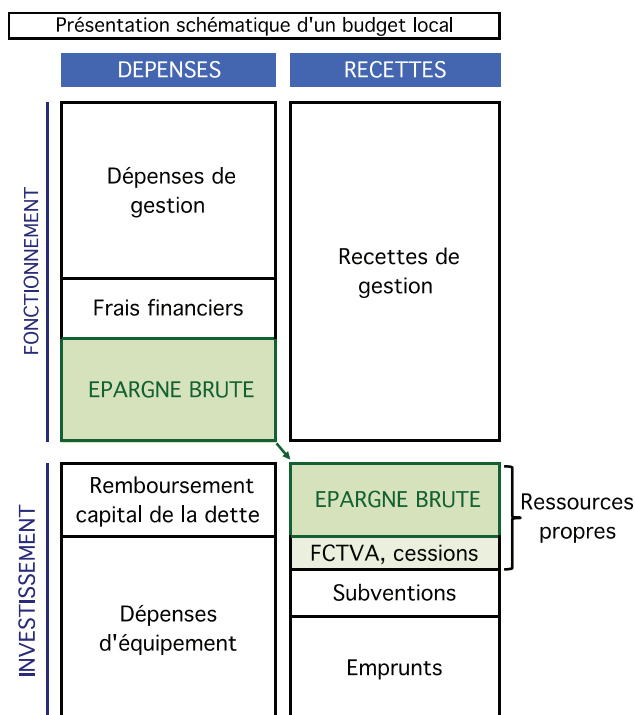 Présentation schématique d'un budget local
DEPENSES
RECETTES
FONCTIONNEMENT
Dépenses de
gestion
Frais financiers
EPARGNE BRUTE
Recettes de
gestion
INVESTISSEMENT
Remboursement
capital de la dette
Dépenses
d'équipement
EPARGNE BRUTE
FCTVA, cessions
Subventions
Emprunts
Ressources
propres